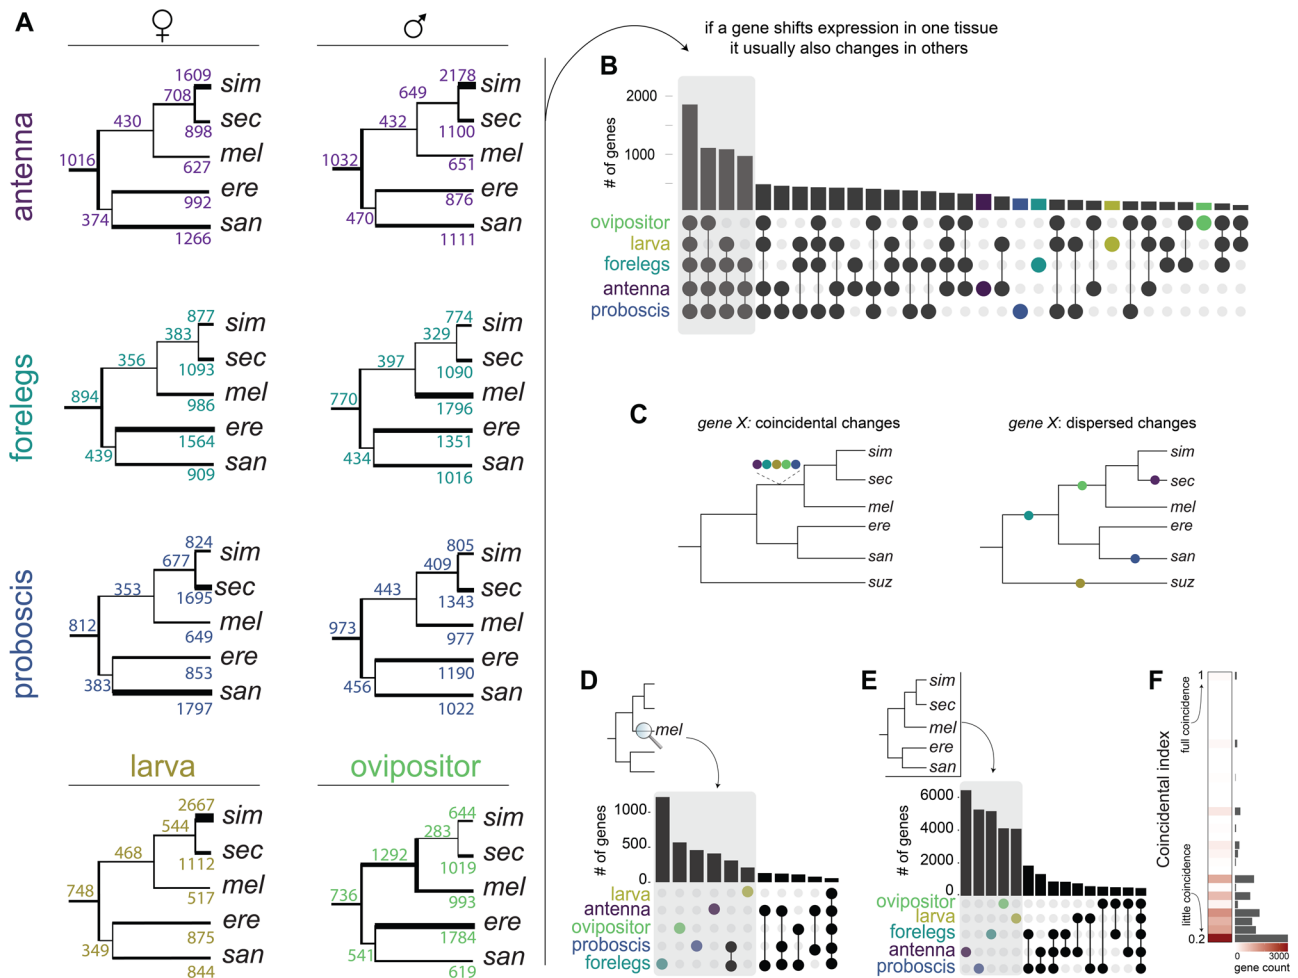 A
♀
♂
antenna
1609
sim
708
sec
430
898
mel
1016
627
ere
992
374
san
1266
2178
sim
649
sec
432
1100
mel
1032
651
ere
876
470
san
1111
forelegs
877
sim
383
sec
356
1093
mel
894
986
ere
1564
439
san
909
774
sim
329
sec
397
1090
mel
770
1796
ere
1351
434
san
1016
proboscis
824
sim
677
sec
353
1695
mel
812
649
ere
853
383
san
1797
805
sim
409
sec
443
1343
mel
973
977
ere
1190
456
san
1022
larva
2667
sim
544
sec
468
1112
mel
748
517
ere
875
349
san
844
ovipositor
644
sim
283
sec
1292
1019
mel
736
993
ere
1784
541
san
619
if a gene shifts expression in one tissue
it usually also changes in others
B
# of genes
2000
1000
ovipositor
larva
forelegs
antenna
proboscis
C
gene X: coincidental changes
sim
sec
mel
ere
san
suz
gene X: dispersed changes
sim
sec
mel
ere
san
suz
D
mel
# of genes
1000
500
0
larva
antenna
ovipositor
proboscis
forelegs
E
sim
sec
mel
ere
san
# of genes
6000
4000
2000
0
ovipositor
larva
forelegs
antenna
proboscis
F
Coincidental index
full coincidence
little coincidence
1
0.2
0
3000
gene count